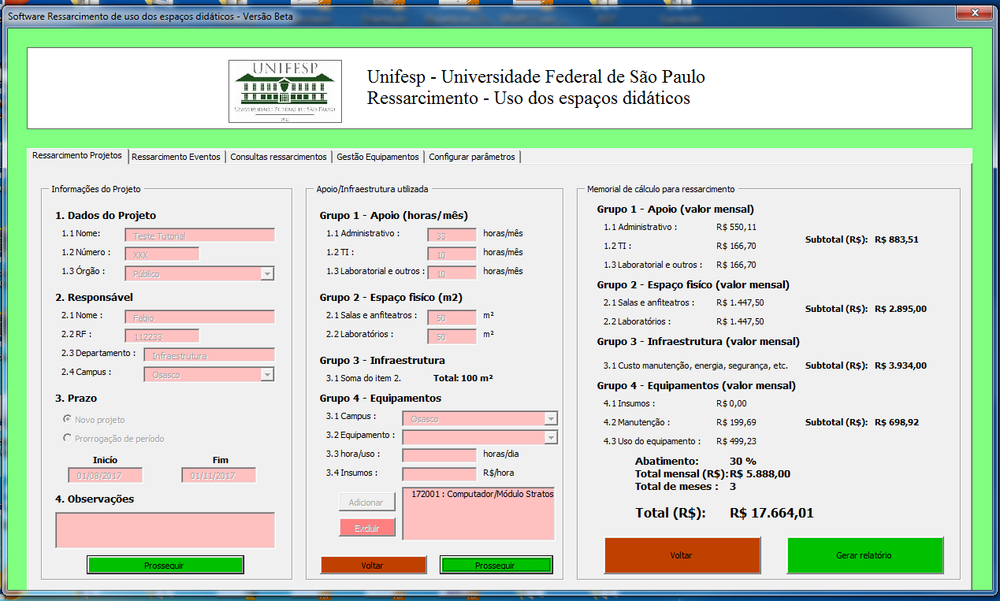 Software Ressarcimento de uso dos espaços didáticos - Versão Beta
UNIFESP
UNIVERSIDADE FEDERAL DE SÃO PAULO
Unifesp - Universidade Federal de São Paulo
Ressarcimento - Uso dos espaços didáticos
Ressarcimento Projetos
Ressarcimento Eventos
Consultas ressarcimentos
Gestão Equipamentos
Configurar parâmetros
Informações do Projeto
1. Dados do Projeto
1.1 Nome: Teste Tutorial
1.2 Número : XXX
1.3 Órgão : Público
2. Responsável
2.1 Nome : Fabio
2.2 RF : 112233
2.3 Departamento : Infraestrutura
2.4 Campus : Osasco
3. Prazo
Novo projeto
Prorrogação de período
Início Fim
01/08/2017 01/11/2017
4. Observações
Prosseguir
Apoio/Infraestrutura utilizada
Grupo 1 - Apoio (horas/mês)
1.1 Administrativo : 33 horas/mês
1.2 TI : 10 horas/mês
1.3 Laboratorial e outros : 10 horas/mês
Grupo 2 - Espaço fisíco (m2)
2.1 Salas e anfiteatros : 50 m²
2.2 Laboratórios : 50 m²
Grupo 3 - Infraestrutura
3.1 Soma do item 2. Total: 100 m²
Grupo 4 - Equipamentos
3.1 Campus : Osasco
3.2 Equipamento :
3.3 hora/uso : horas/dia
3.4 Insumos : R$/hora
Adicionar
Excluir
172001 : Computador/Módulo Stratos
Voltar
Prosseguir
Memorial de cálculo para ressarcimento
Grupo 1 - Apoio (valor mensal)
1.1 Administrativo : R$ 550,11
1.2 TI : R$ 166,70
1.3 Laboratorial e outros : R$ 166,70
Subtotal (R$): R$ 883,51
Grupo 2 - Espaço fisíco (valor mensal)
2.1 Salas e anfiteatros : R$ 1.447,50
2.2 Laboratórios : R$ 1.447,50
Subtotal (R$): R$ 2.895,00
Grupo 3 - Infraestrutura (valor mensal)
3.1 Custo manutenção, energia, segurança, etc. Subtotal (R$): R$ 3.934,00
Grupo 4 - Equipamentos (valor mensal)
4.1 Insumos : R$ 0,00
4.2 Manutenção : R$ 199,69
4.3 Uso do equipamento : R$ 499,23
Subtotal (R$): R$ 698,92
Abatimento: 30 %
Total mensal (R$): R$ 5.888,00
Total de meses : 3
Total (R$): R$ 17.664,01
Voltar
Gerar relatório